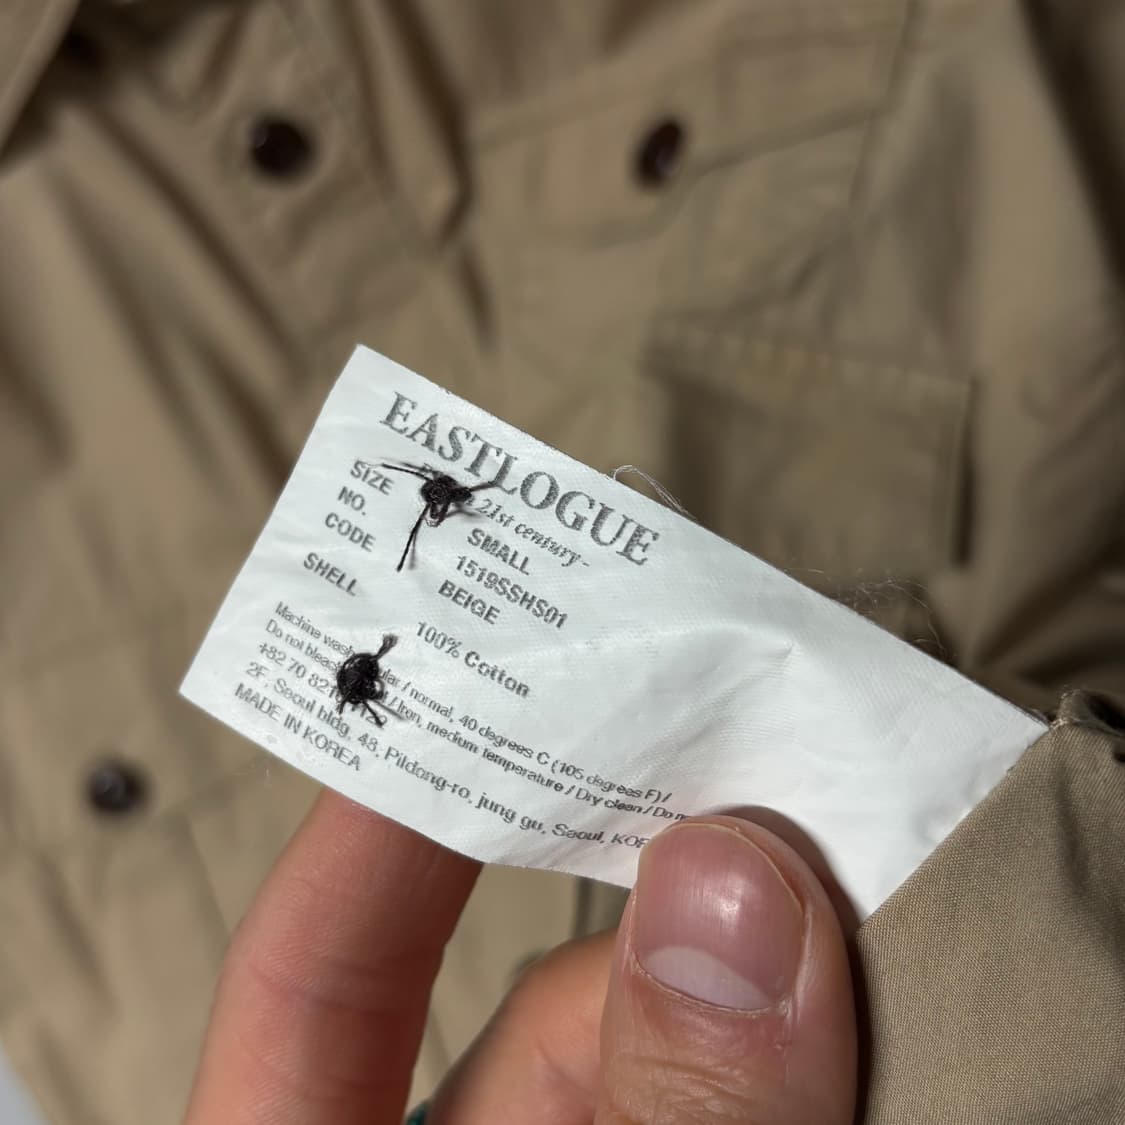 EASTLOGUE
21st century-
SIZE SMALL
NO. 1519SSHS01
CODE BEIGE
SHELL 100% Cotton
Machine wash / normal, 40 degrees C (105 degrees F) /
Do not bleach / Iron, medium temperature / Dry clean / Do
+82 70
2F, Seoul bldg, 48, Pildong-ro, jung gu, Seoul,
MADE IN KOREA